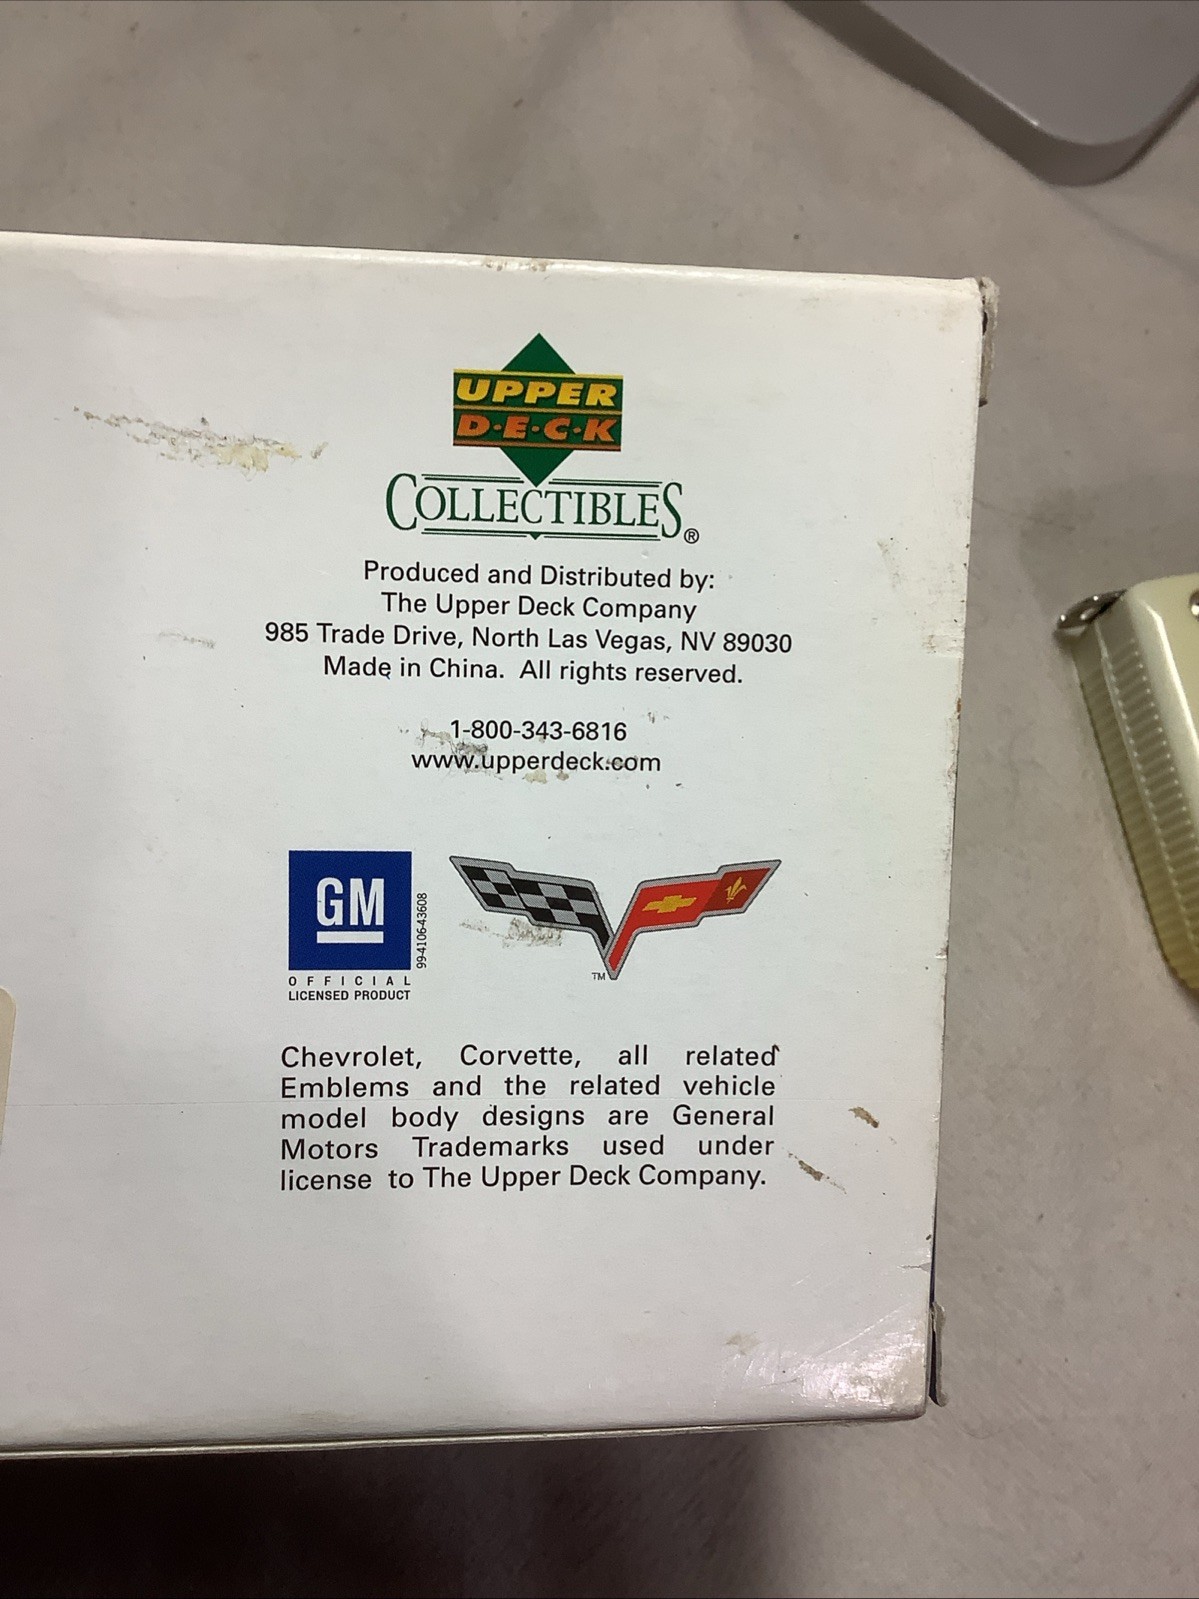 UPPER
D·E·C·K
COLLECTIBLES®
Produced and Distributed by:
The Upper Deck Company
985 Trade Drive, North Las Vegas, NV 89030
Made in China. All rights reserved.
1-800-343-6816
www.upperdeck.com
GM
99-4106-43608
OFFICIAL
LICENSED PRODUCT
TM
Chevrolet, Corvette, all related
Emblems and the related vehicle
model body designs are General
Motors Trademarks used under
license to The Upper Deck Company.